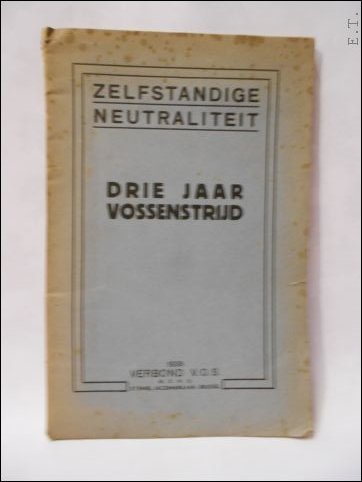 ZELFSTANDIGE
NEUTRALITEIT
DRIE JAAR
VOSSENSTRIJD
VERBOND V.O.S.
E.T.